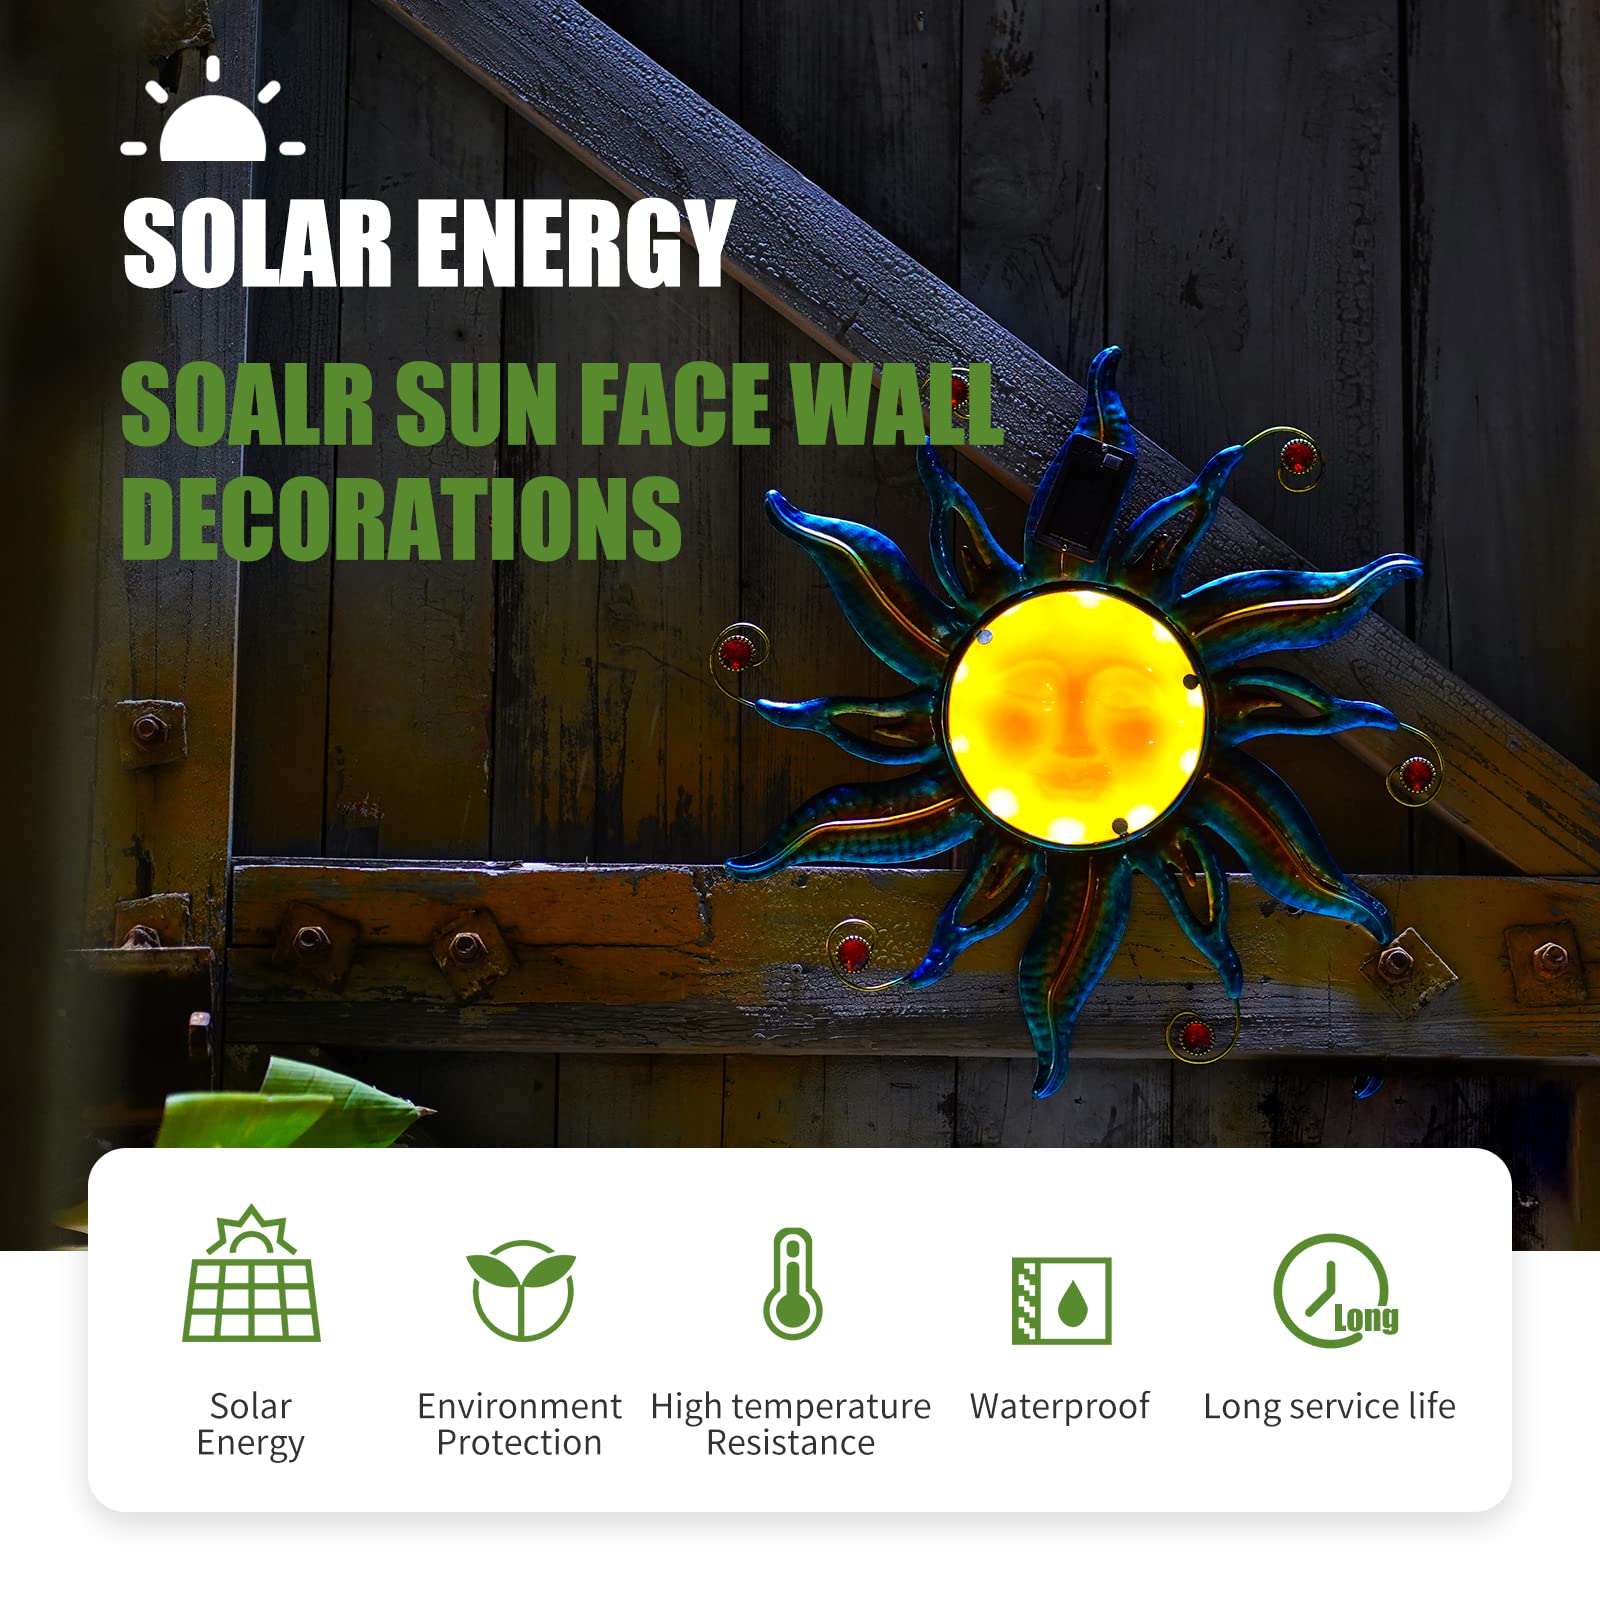 SOLAR ENERGY
SOALR SUN FACE WALL
DECORATIONS
Long
Solar
Energy
Environment
Protection
High temperature
Resistance
Waterproof
Long service life